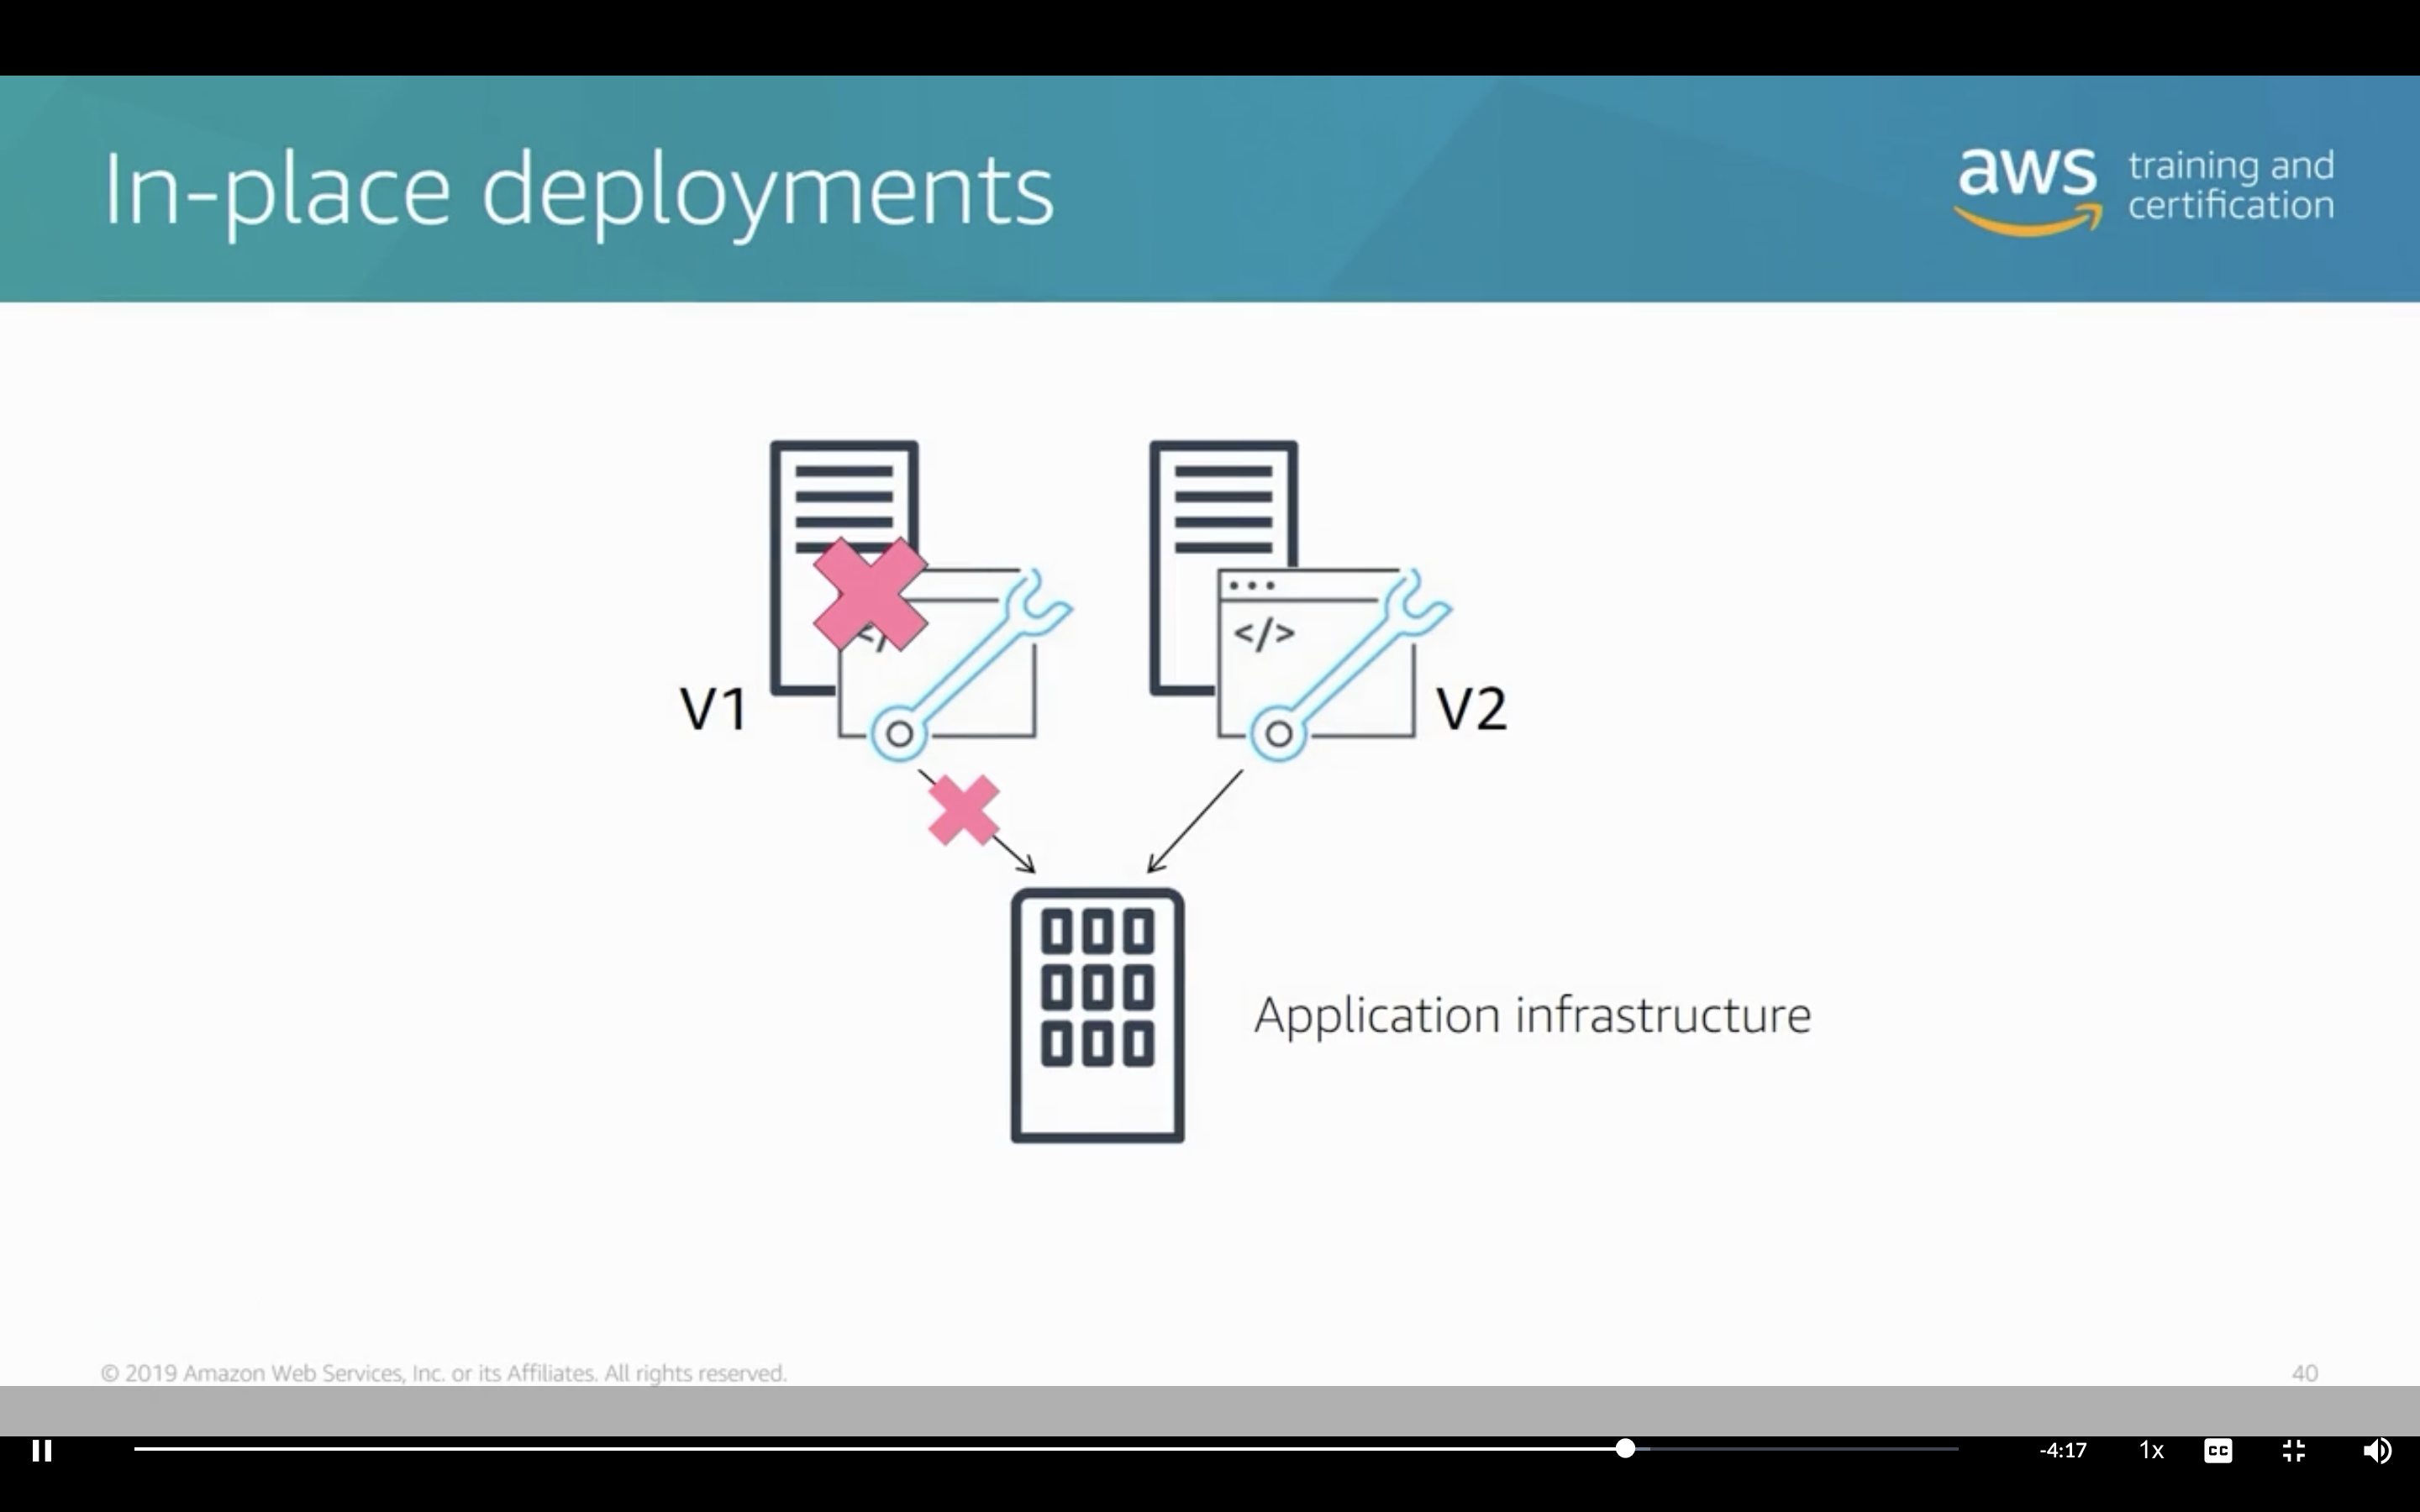 In-place deployments
aws training and
certification
</>
V1
V2
Application infrastructure
© 2019 Amazon Web Services, Inc. or its Affiliates. All rights reserved.
40
-4:17
1x
CC